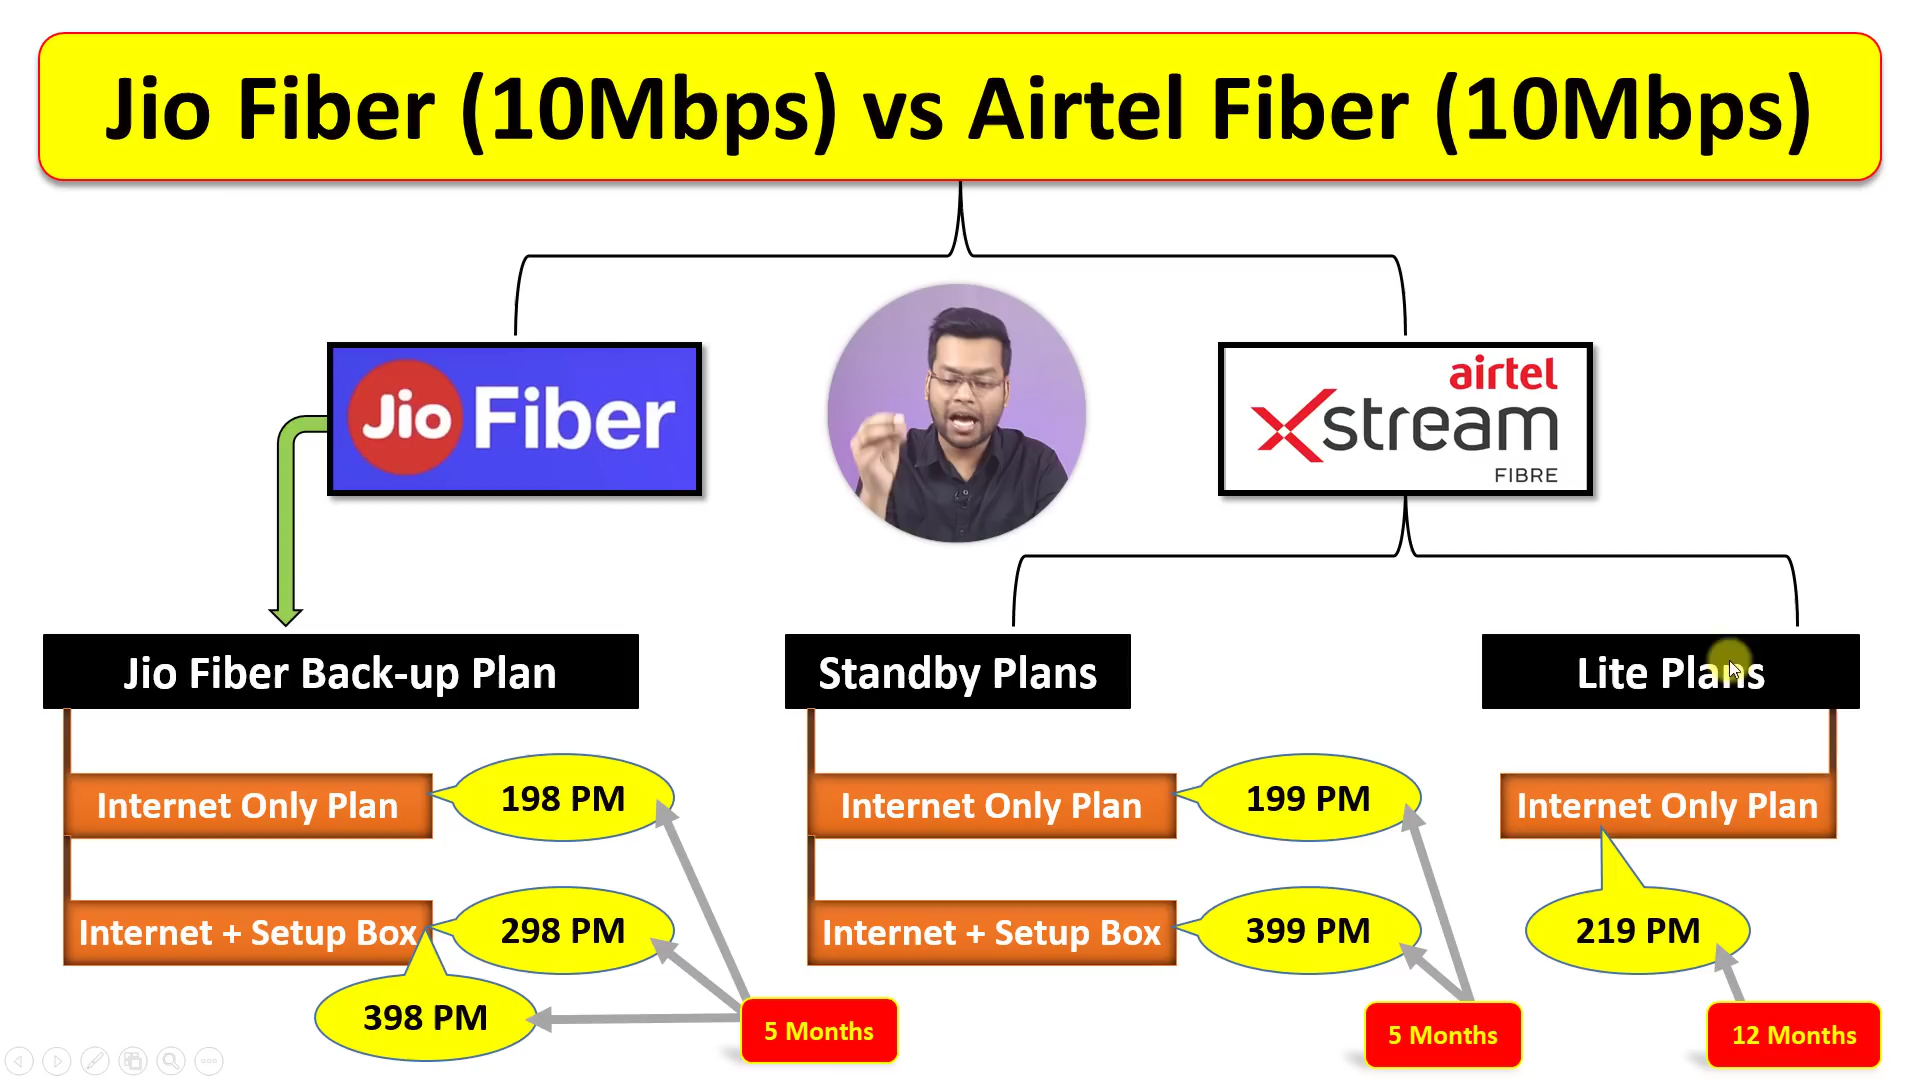 Jio Fiber (10Mbps) vs Airtel Fiber (10Mbps)
Jio Fiber
airtel
Xstream
FIBRE
Jio Fiber Back-up Plan
Standby Plans
Lite Plans
Internet Only Plan
198 PM
Internet Only Plan
199 PM
Internet Only Plan
Internet + Setup Box
298 PM
Internet + Setup Box
399 PM
219 PM
398 PM
5 Months
5 Months
12 Months